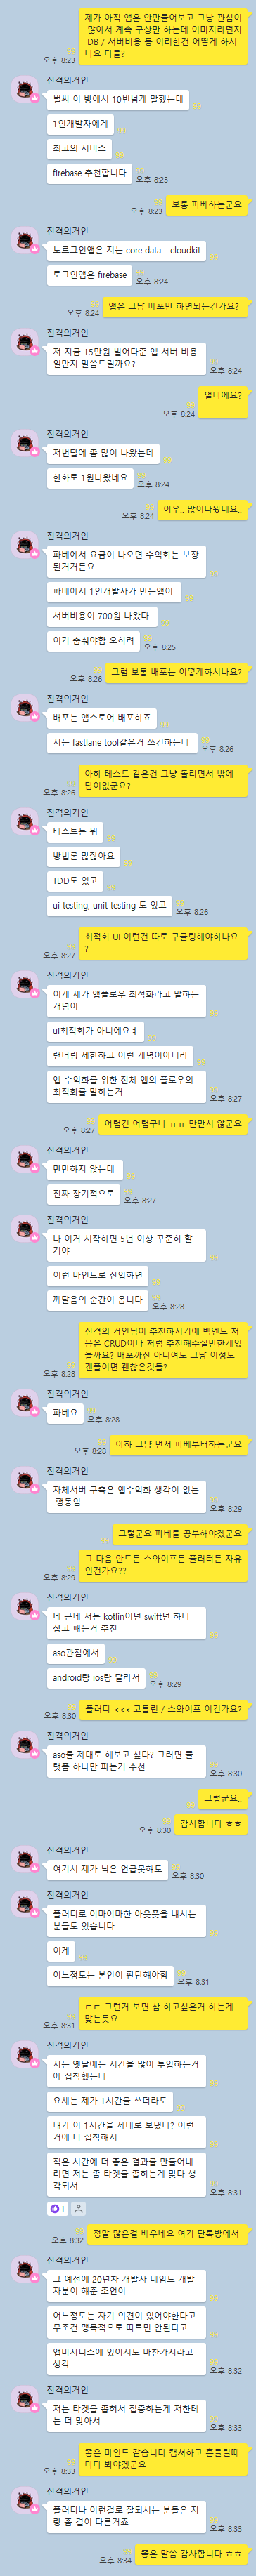 제가 아직 앱은 안만들어보고 그냥 관심이
많아서 계속 구상만 하는데 이미지라던지
DB / 서버비용 등 이러한건 어떻게 하시
나요 다들?
오후 8:23
진격의거인
벌써 이 방에서 10번넘게 말했는데
1인개발자에게
최고의 서비스
firebase 추천합니다
오후 8:23
보통 파베하는군요
오후 8:23
진격의거인
노르그인앱은 저는 core data - cloudkit
로그인앱은 firebase
오후 8:24
앱은 그냥 베포만 하면되는건가요?
오후 8:24
진격의거인
저 지금 15만원 벌어다준 앱 서버 비용
얼만지 말씀드릴까요?
오후 8:24
얼마에요?
오후 8:24
진격의거인
저번달에 좀 많이 나왔는데
한화로 1원나왔네요
오후 8:24
어우.. 많이나왔네요..
오후 8:24
진격의거인
파베에서 요금이 나오면 수익화는 보장
된거거든요
파베에서 1인개발자가 만든앱이
서버비용이 700원 나왔다
이거 춤춰야함 오히려
오후 8:25
그럼 보통 배포는 어떻게하시나요?
오후 8:26
진격의거인
배포는 앱스토어 배포하죠
저는 fastlane tool같은거 쓰긴하는데
오후 8:26
아하 테스트 같은건 그냥 돌리면서 밖에
답이없군요?
오후 8:26
진격의거인
테스트는 뭐
방법론 많잖아요
TDD도 있고
ui testing, unit testing 도 있고
오후 8:26
최적화 UI 이런건 따로 구글링해야하나요
?
오후 8:27
진격의거인
이게 제가 앱플로우 최적화라고 말하는
개념이
ui최적화가 아니에요ㅕ
랜더링 제한하고 이런 개념이아니라
앱 수익화를 위한 전체 앱의 플로우의
최적화를 말하는거
오후 8:27
어렵긴 어렵구나 ㅠㅠ 만만지 않군요
오후 8:27
진격의거인
만만하지 않는데
진짜 장기적으로
오후 8:27
진격의거인
나 이거 시작하면 5년 이상 꾸준히 할
거야
이런 마인드로 진입하면
깨달음의 순간이 옵니다
오후 8:28
진격의 거인님이 추천하시기에 백엔드 처
음은 CRUD이다 처럼 추천해주실만한게있
을까요? 배포까진 아니여도 그냥 이정도
건들이면 괜찮은것들?
오후 8:28
진격의거인
파베요
오후 8:28
아하 그냥 먼저 파베부터하는군요
오후 8:28
진격의거인
자체서버 구축은 앱수익화 생각이 없는
행동임
오후 8:29
그렇군요 파베를 공부해야겠군요
그 다음 안드든 스와이프든 플러터든 자유
인건가요??
오후 8:29
진격의거인
네 근데 저는 kotlin이던 swift던 하나
잡고 패는거 추천
aso관점에서
android랑 ios랑 달라서
오후 8:29
플러터 <<< 코틀린 / 스와이프 이건가요?
오후 8:30
진격의거인
aso를 제대로 해보고 싶다? 그러면 플
랫폼 하나만 파는거 추천
오후 8:30
그렇군요..
감사합니다 ㅎㅎ
오후 8:30
진격의거인
여기서 제가 닉은 언급못해도
오후 8:30
진격의거인
플러터로 어마어마한 아웃풋을 내시는
분들도 있습니다
이게
어느정도는 본인이 판단해야함
오후 8:31
ㄷㄷ 그런거 보면 참 하고싶은거 하는게
맞는듯요
오후 8:31
진격의거인
저는 옛날에는 시간을 많이 투입하는거
에 집착했는데
요새는 제가 1시간을 쓰더라도
내가 이 1시간을 제대로 보냈나? 이런
거에 더 집착해서
적은 시간에 더 좋은 결과를 만들어내
려면 저는 좀 타겟을 좁히는게 맞다 생
각되서
오후 8:31
1
정말 많은걸 배우네요 여기 단톡방에서
오후 8:32
진격의거인
그 예전에 20년차 개발자 네임드 개발
자분이 해준 조언이
어느정도는 자기 의견이 있어야한다고
무조건 맹목적으로 따르면 안된다고
앱비지니스에 있어서도 마찬가지라고
생각
오후 8:32
진격의거인
저는 타겟을 좁혀서 집중하는게 저한테
는 더 맞아서
오후 8:33
좋은 마인드 같습니다 캡쳐하고 흔들릴때
마다 봐야겠군요
오후 8:33
진격의거인
플러터나 이런걸로 잘되시는 분들은 저
랑 좀 결이 다른거죠
오후 8:33
좋은 말씀 감사합니다 ㅎㅎ
오후 8:34